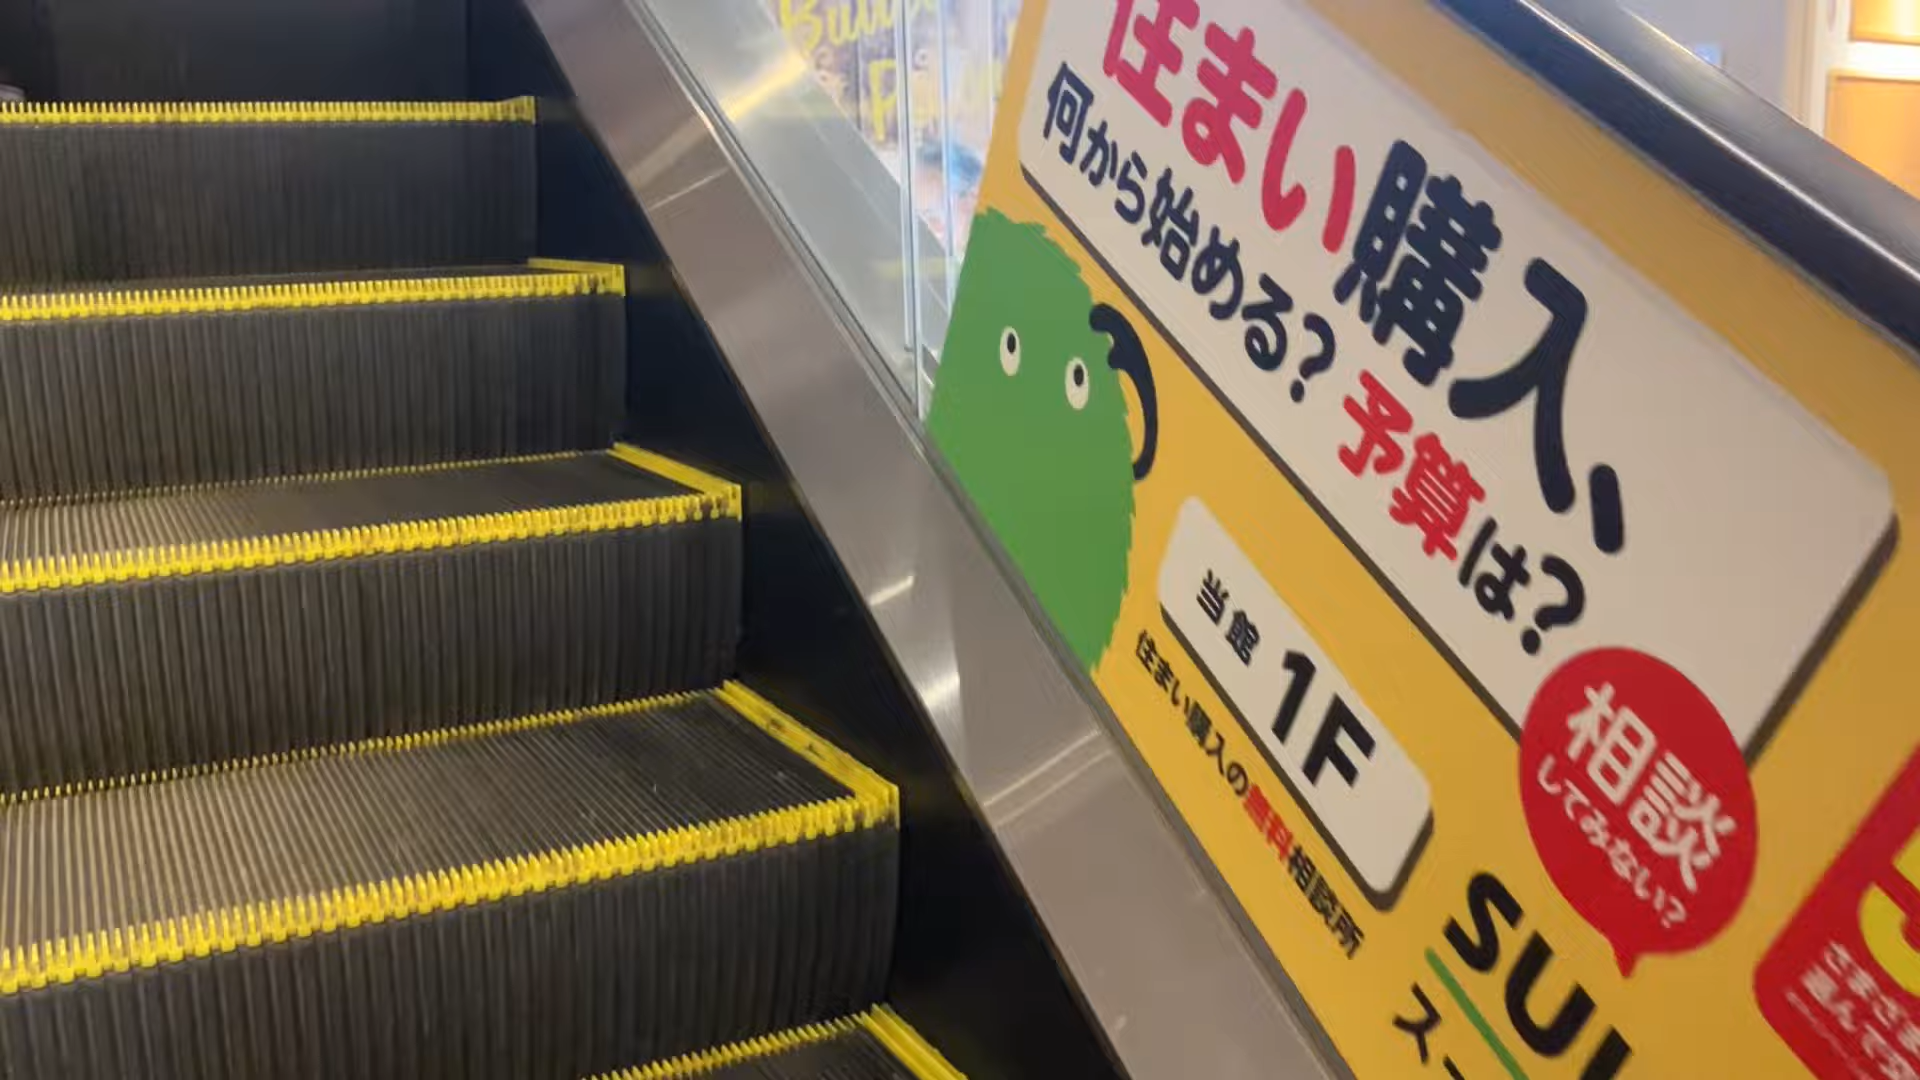 住まい購入、
何から始める?予算は?
当館 1F
住まい購入の無料相談所
相談
してみない?
SU
ス